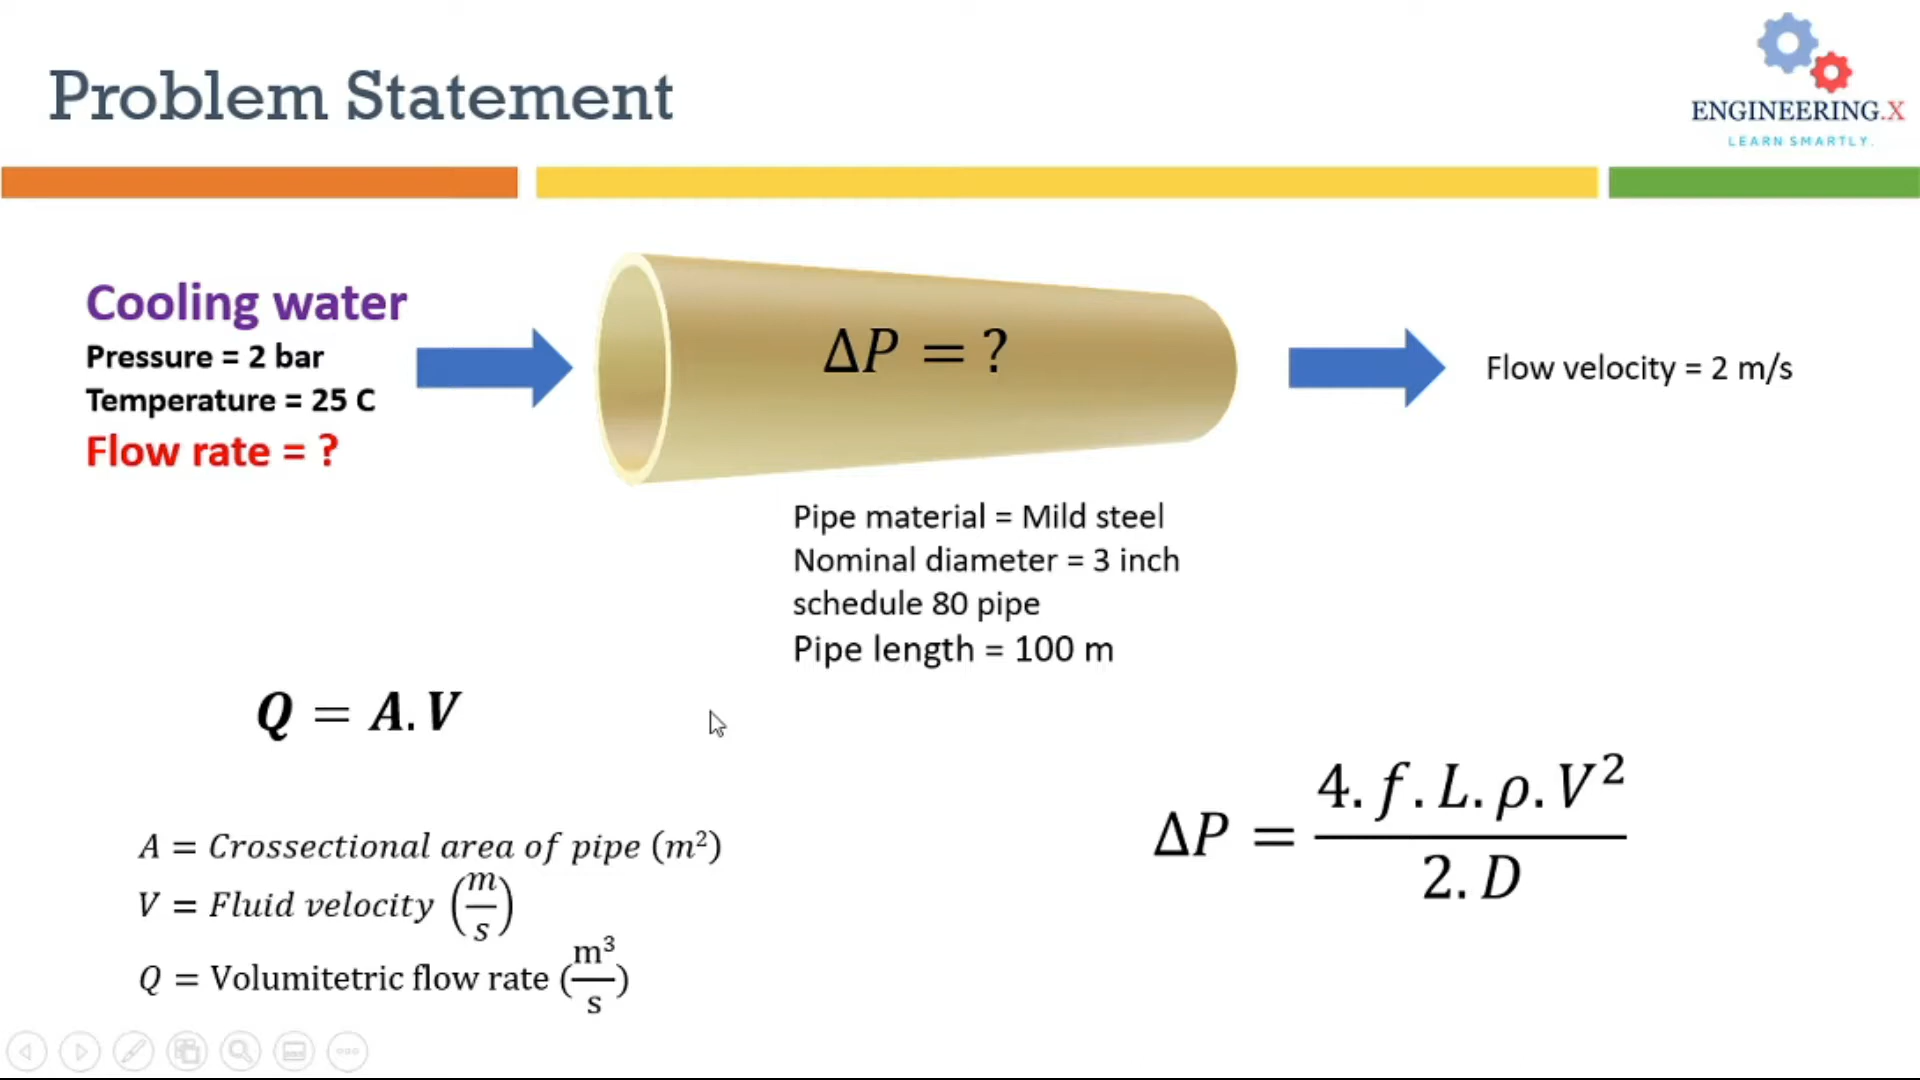 Problem Statement
ENGINEERING.X
LEARN SMARTLY.
Cooling water
Pressure = 2 bar
Temperature = 25 C
Flow rate = ?
ΔP = ?
Flow velocity = 2 m/s
Pipe material = Mild steel
Nominal diameter = 3 inch
schedule 80 pipe
Pipe length = 100 m
Q = A.V
A = Crossectional area of pipe (m²)
V = Fluid velocity (m/s)
Q = Volumitetric flow rate (m³/s)
ΔP = 4.f.L.ρ.V² / 2.D